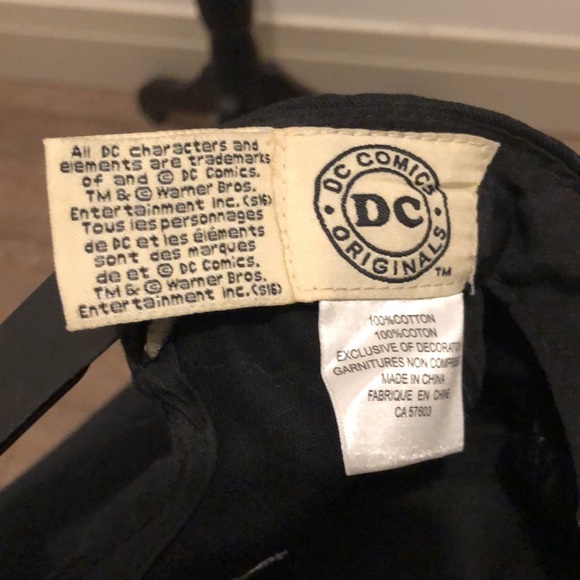 All DC characters and
elements are trademarks
of and © DC Comics.
TM & © Warner Bros.
Entertainment Inc. (s16)
Tous les personnages
de DC et les éléments
sont des marques
de et © DC Comics.
TM & © Warner Bros.
Entertainment Inc. (s16)
DC COMICS
DC
ORIGINALS
TM
100%COTTON
100%COTON
EXCLUSIVE OF DECORATION
GARNITURES NON
MADE IN CHINA
FABRIQUE EN CHINE
CA 57803